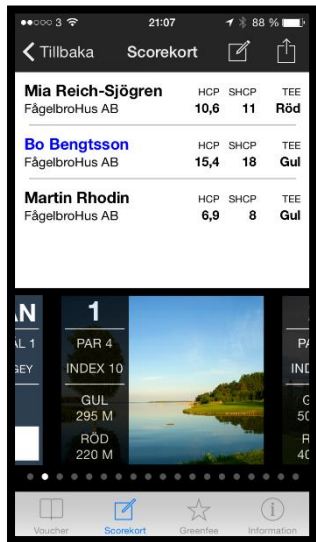 3 21:07 88 %
Tillbaka Scorekort
Mia Reich-Sjögren HCP SHCP TEE
FågelbroHus AB 10,6 11 Röd
Bo Bengtsson HCP SHCP TEE
FågelbroHus AB 15,4 18 Gul
Martin Rhodin HCP SHCP TEE
FågelbroHus AB 6,9 8 Gul
1
PAR 4
INDEX 10
GUL
295 M
RÖD
220 M
Voucher Scorekort Greenfee Information